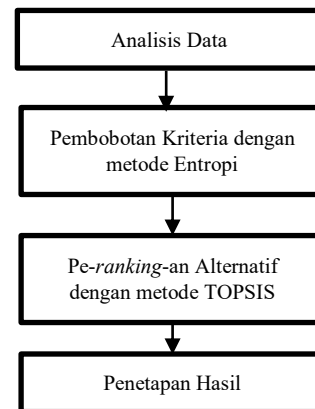 Analisis Data
Pembobotan Kriteria dengan
metode Entropi
Pe-ranking-an Alternatif
dengan metode TOPSIS
Penetapan Hasil